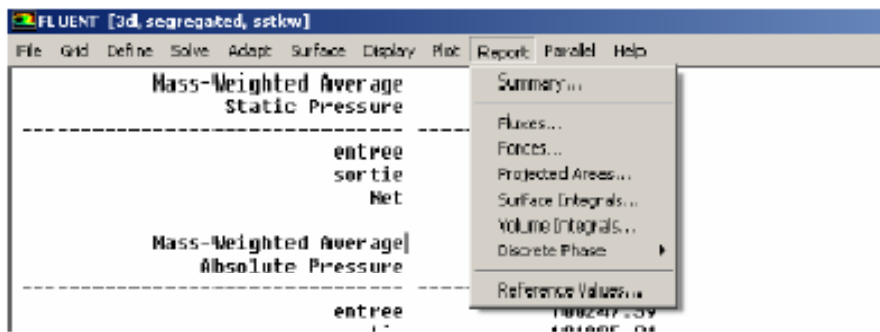 FLUENT [3d, segregated, sstkw]
File Grid Define Solve Adapt Surface Display Plot Report Parallel Help
Mass-Weighted Average
Static Pressure
Summary...
Fluxes...
entree
Forces...
sortie
Projected Areas...
Net
Surface Integrals...
Volume Integrals...
Mass-Weighted Average
Discrete Phase
Absolute Pressure
Reference Values...
entree